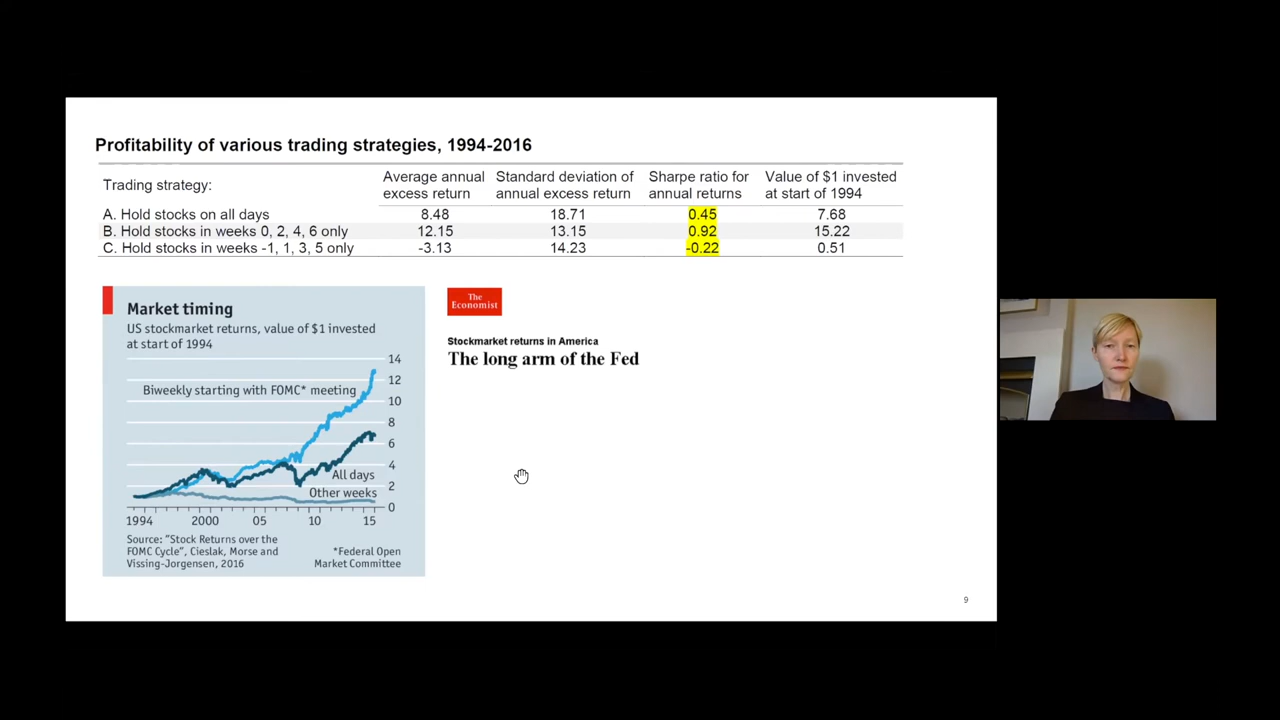 Profitability of various trading strategies, 1994-2016
Trading strategy:
Average annual excess return
Standard deviation of annual excess return
Sharpe ratio for annual returns
Value of $1 invested at start of 1994
A. Hold stocks on all days 8.48 18.71 0.45 7.68
B. Hold stocks in weeks 0, 2, 4, 6 only 12.15 13.15 0.92 15.22
C. Hold stocks in weeks -1, 1, 3, 5 only -3.13 14.23 -0.22 0.51
Market timing
US stockmarket returns, value of $1 invested
at start of 1994
14
Biweekly starting with FOMC* meeting
12
10
8
6
4
All days
2
Other weeks
0
1994 2000 05 10 15
Source: "Stock Returns over the
FOMC Cycle", Cieslak, Morse and
Vissing-Jorgensen, 2016
*Federal Open
Market Committee
The
Economist
Stockmarket returns in America
The long arm of the Fed
9